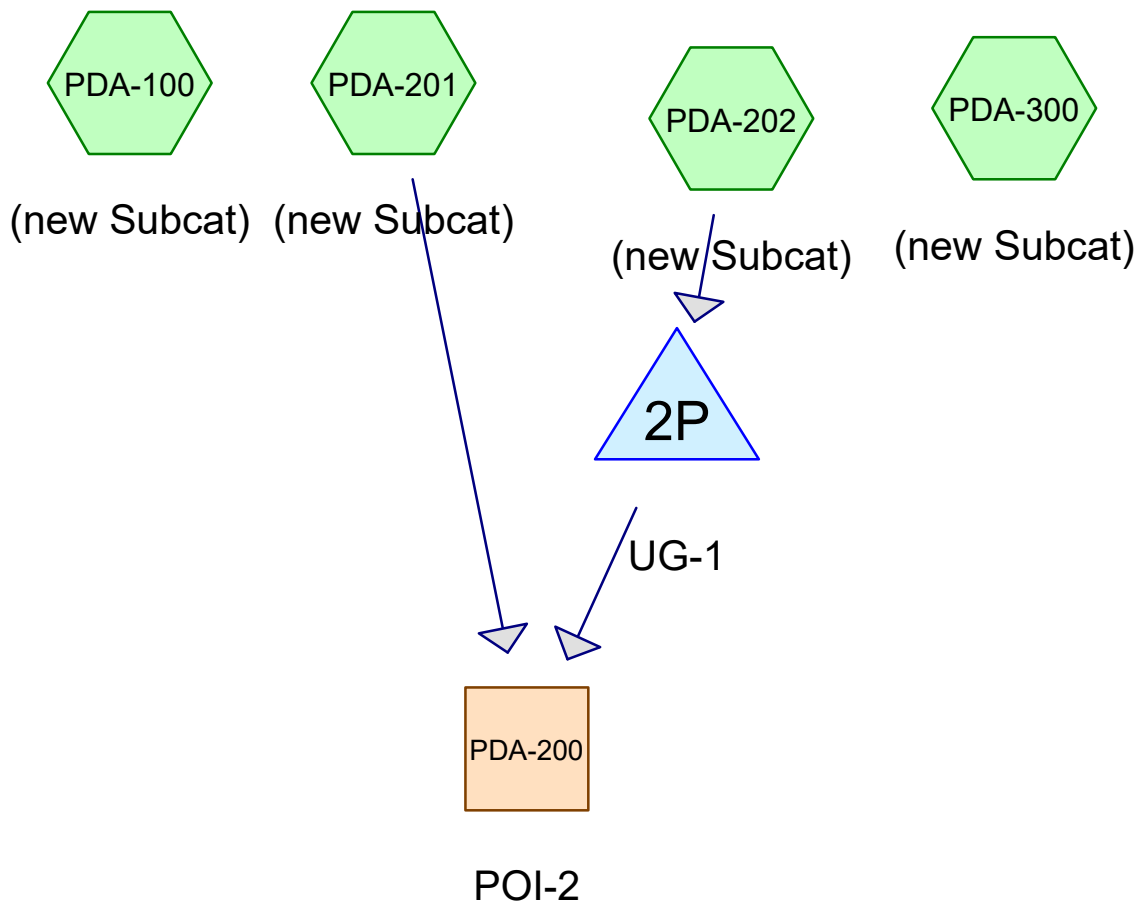 PDA-100
PDA-201
PDA-202
PDA-300
(new Subcat)
(new Subcat)
(new Subcat)
(new Subcat)
2P
UG-1
PDA-200
POI-2